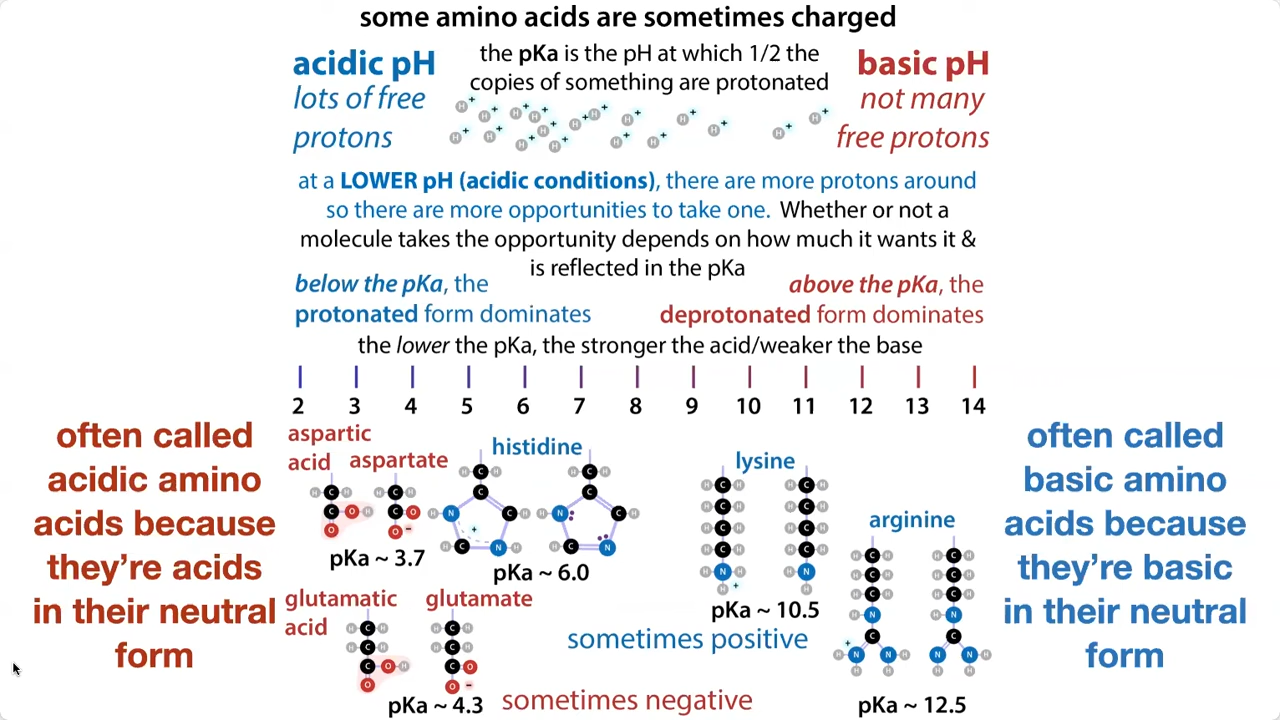 some amino acids are sometimes charged
acidic pH
lots of free
protons
the pKa is the pH at which 1/2 the
copies of something are protonated
basic pH
not many
free protons
at a LOWER pH (acidic conditions), there are more protons around
so there are more opportunities to take one. Whether or not a
molecule takes the opportunity depends on how much it wants it &
is reflected in the pKa
below the pKa, the
protonated form dominates
above the pKa, the
deprotonated form dominates
the lower the pKa, the stronger the acid/weaker the base
2 3 4 5 6 7 8 9 10 11 12 13 14
often called
acidic amino
acids because
they're acids
in their neutral
form
aspartic
acid
aspartate
pKa ~ 3.7
histidine
pKa ~ 6.0
lysine
pKa ~ 10.5
arginine
pKa ~ 12.5
glutamatic
acid
glutamate
pKa ~ 4.3
sometimes positive
sometimes negative
often called
basic amino
acids because
they're basic
in their neutral
form